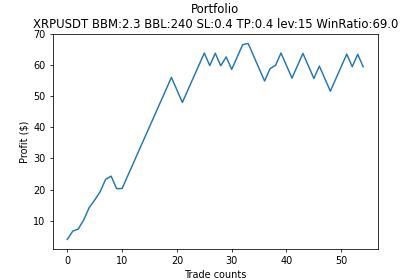 Portfolio
XRPUSDT BBM:2.3 BBL:240 SL:0.4 TP:0.4 lev:15 WinRatio:69.0
70
60
50
40
30
20
10
Profit ($)
0 10 20 30 40 50
Trade counts